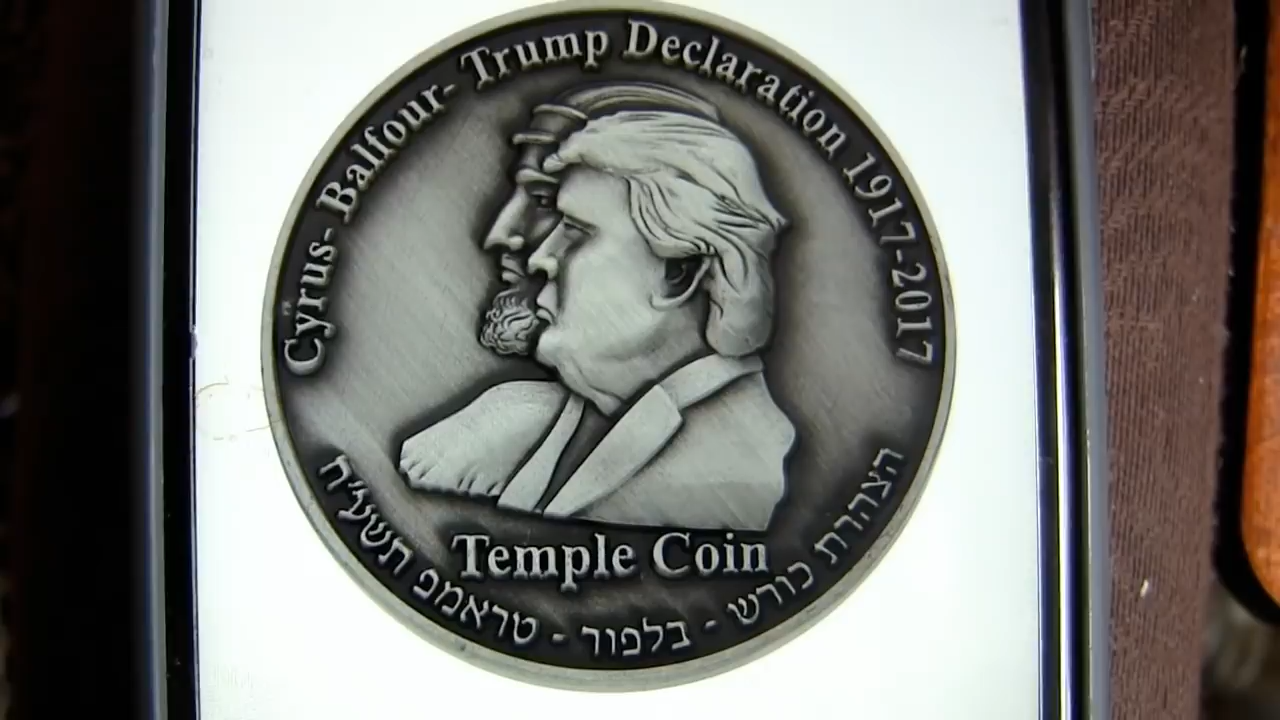 Cyrus- Balfour- Trump Declaration 1917-2017
Temple Coin
הצהרת כורש - בלפור - טראמפ תשע״ח